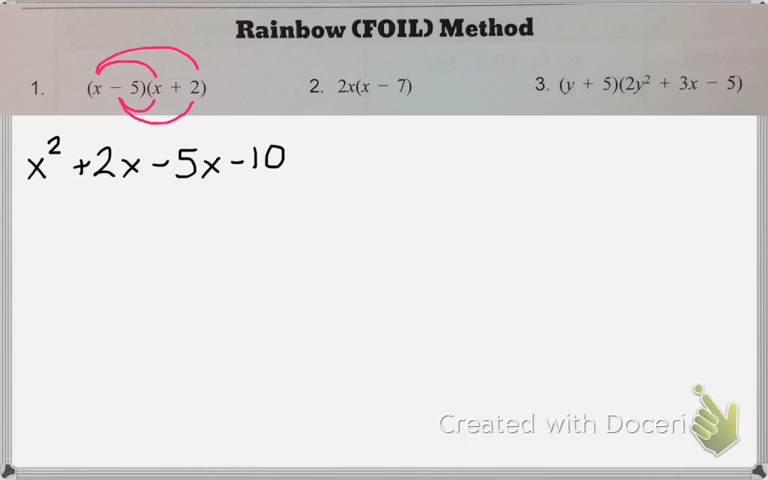 Rainbow (FOIL) Method
1. (x − 5)(x + 2) 2. 2x(x − 7) 3. (y + 5)(2y² + 3x − 5)
x² + 2x − 5x − 10
Created with Doceri